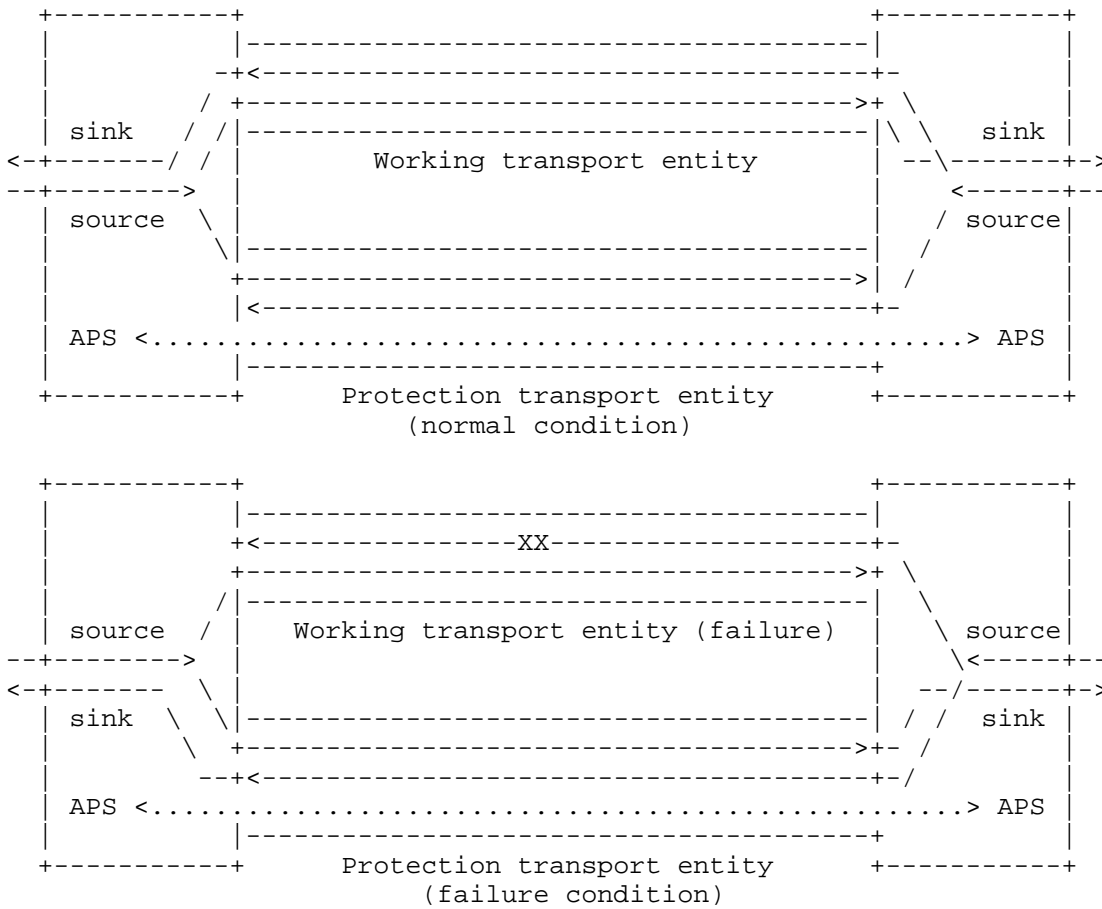 sink sink
Working transport entity
source source
APS APS
Protection transport entity
(normal condition)
XX
source Working transport entity (failure) source
sink sink
APS APS
Protection transport entity
(failure condition)